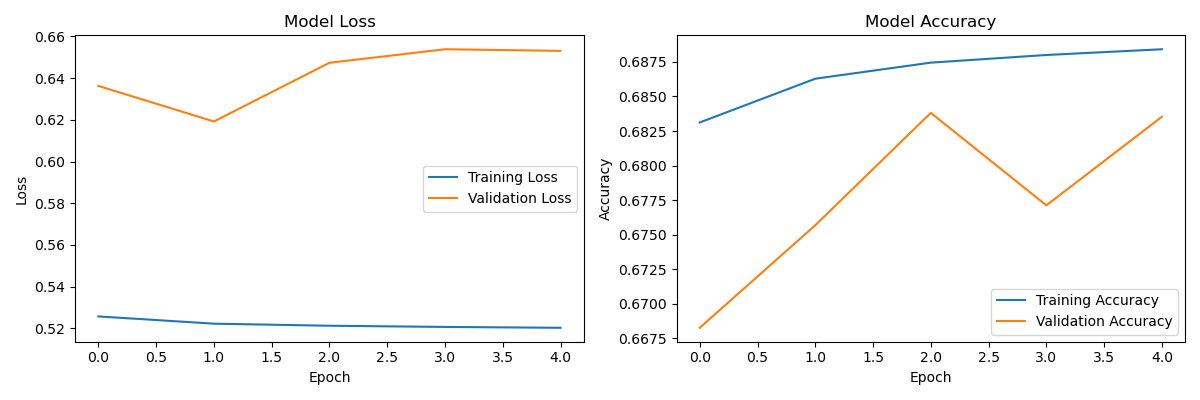 Model Loss
Loss
0.66
0.64
0.62
0.60
0.58
0.56
0.54
0.52
Training Loss
Validation Loss
0.0 0.5 1.0 1.5 2.0 2.5 3.0 3.5 4.0
Epoch
Model Accuracy
Accuracy
0.6875
0.6850
0.6825
0.6800
0.6775
0.6750
0.6725
0.6700
0.6675
Training Accuracy
Validation Accuracy
0.0 0.5 1.0 1.5 2.0 2.5 3.0 3.5 4.0
Epoch